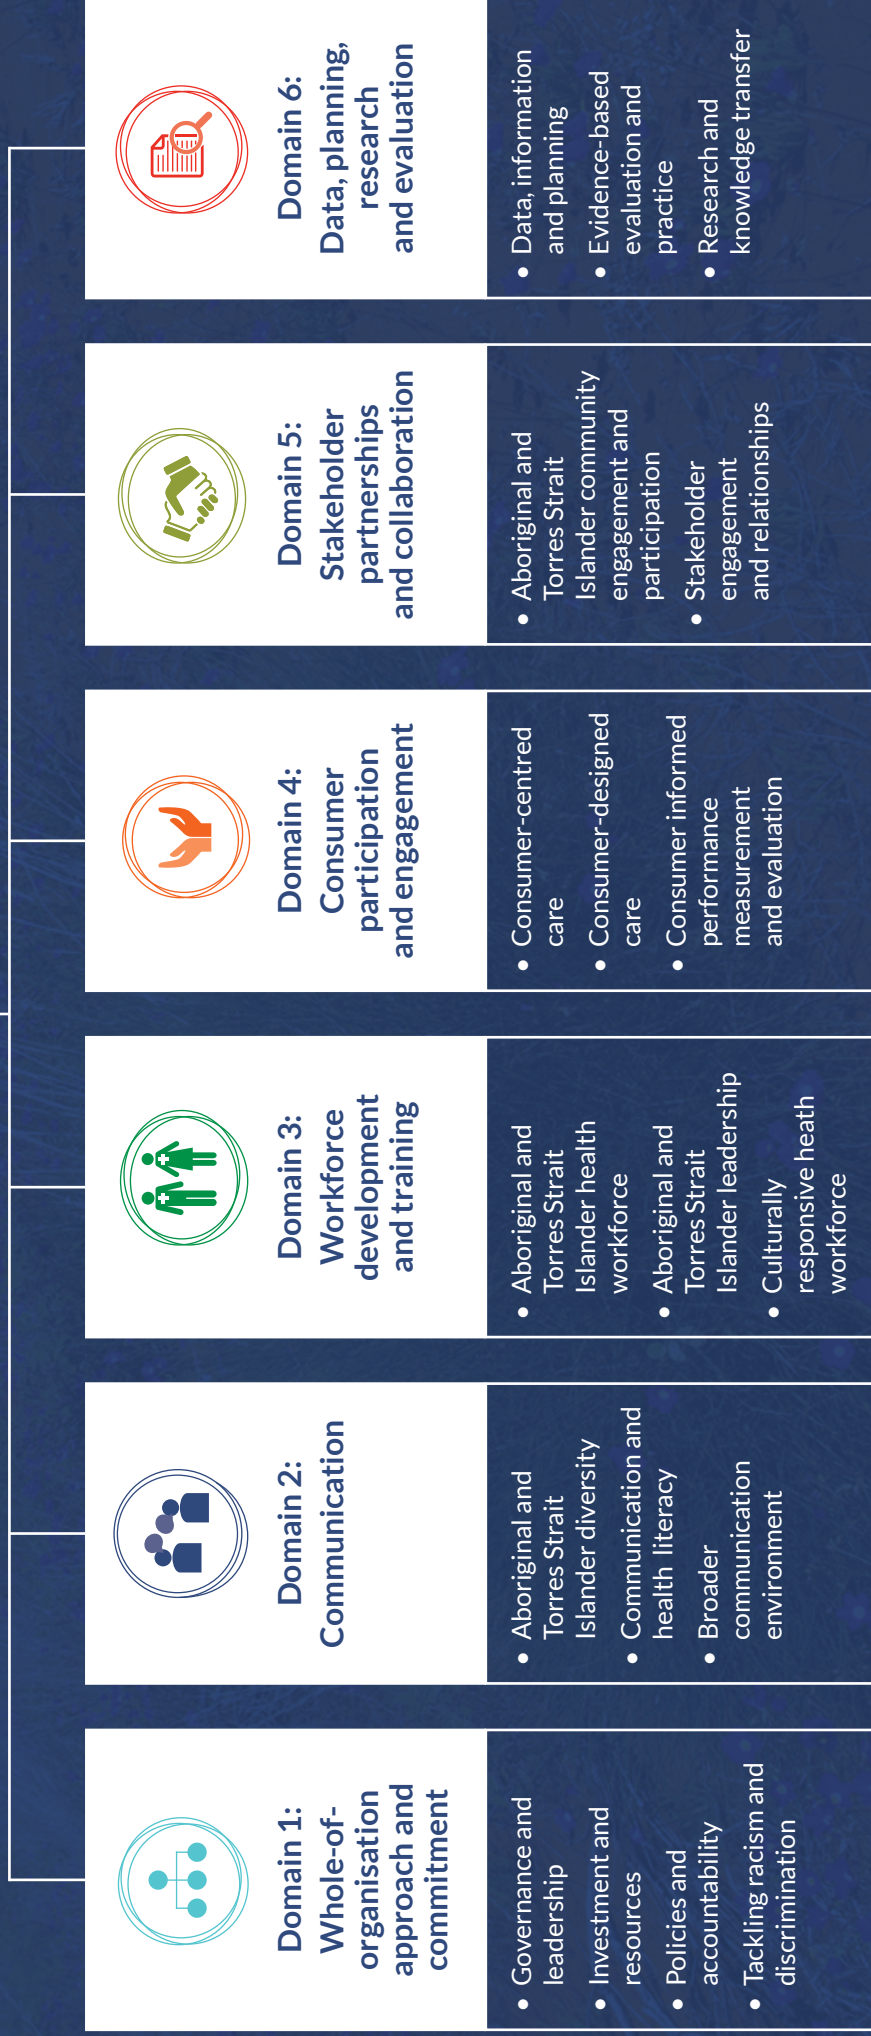 Domain 1:
Whole-of-
organisation
approach and
commitment
• Governance and
leadership
• Investment and
resources
• Policies and
accountability
• Tackling racism and
discrimination
Domain 2:
Communication
• Aboriginal and
Torres Strait
Islander diversity
• Communication and
health literacy
• Broader
communication
environment
Domain 3:
Workforce
development
and training
• Aboriginal and
Torres Strait
Islander health
workforce
• Aboriginal and
Torres Strait
Islander leadership
• Culturally
responsive heath
workforce
Domain 4:
Consumer
participation
and engagement
• Consumer-centred
care
• Consumer-designed
care
• Consumer informed
performance
measurement
and evaluation
Domain 5:
Stakeholder
partnerships
and collaboration
• Aboriginal and
Torres Strait
Islander community
engagement and
participation
• Stakeholder
engagement
and relationships
Domain 6:
Data, planning,
research
and evaluation
• Data, information
and planning
• Evidence-based
evaluation and
practice
• Research and
knowledge transfer